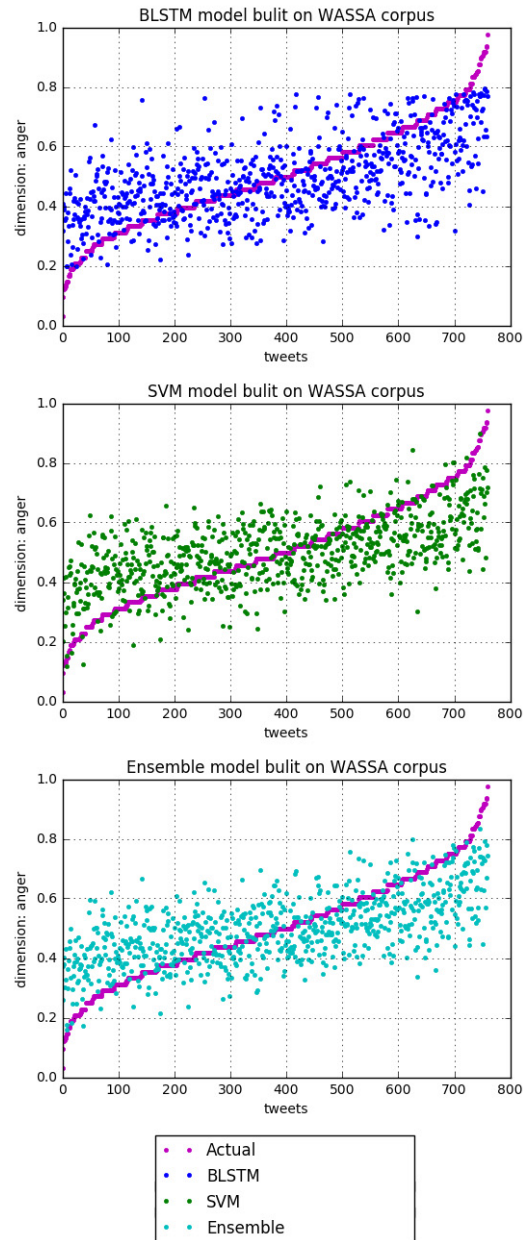 BLSTM model bulit on WASSA corpus
1.0
0.8
0.6
0.4
0.2
0.0
dimension: anger
0 100 200 300 400 500 600 700 800
tweets
SVM model bulit on WASSA corpus
1.0
0.8
0.6
0.4
0.2
0.0
dimension: anger
0 100 200 300 400 500 600 700 800
tweets
Ensemble model bulit on WASSA corpus
1.0
0.8
0.6
0.4
0.2
0.0
dimension: anger
0 100 200 300 400 500 600 700 800
tweets
Actual
BLSTM
SVM
Ensemble